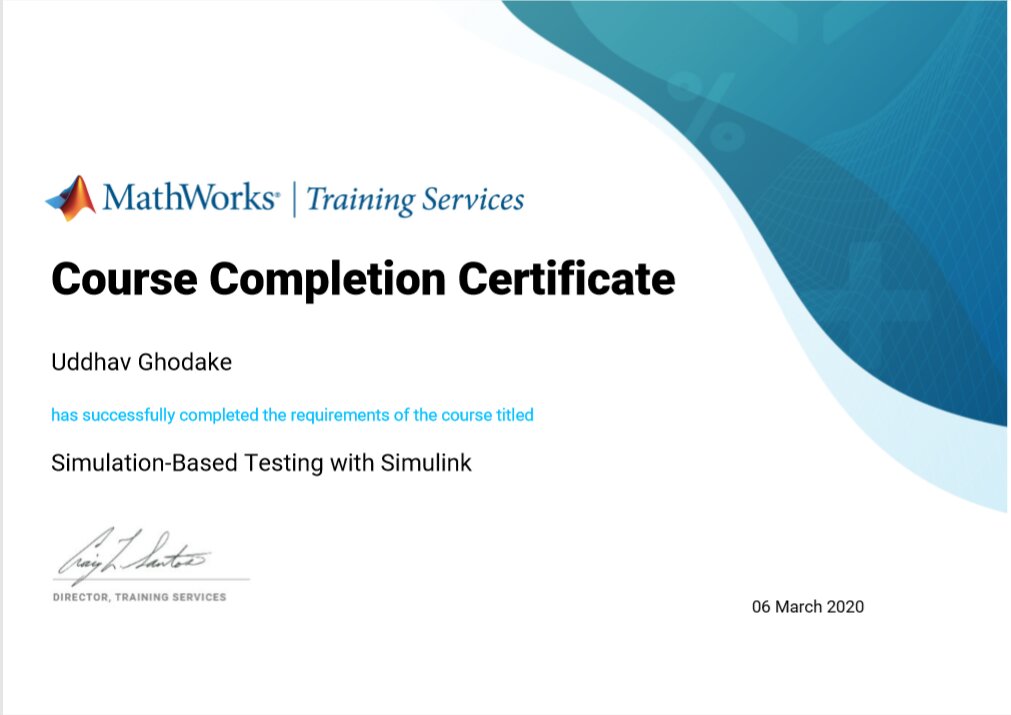 MathWorks® | Training Services
Course Completion Certificate
Uddhav Ghodake
has successfully completed the requirements of the course titled
Simulation-Based Testing with Simulink
Craig L Santos
DIRECTOR, TRAINING SERVICES
06 March 2020
%